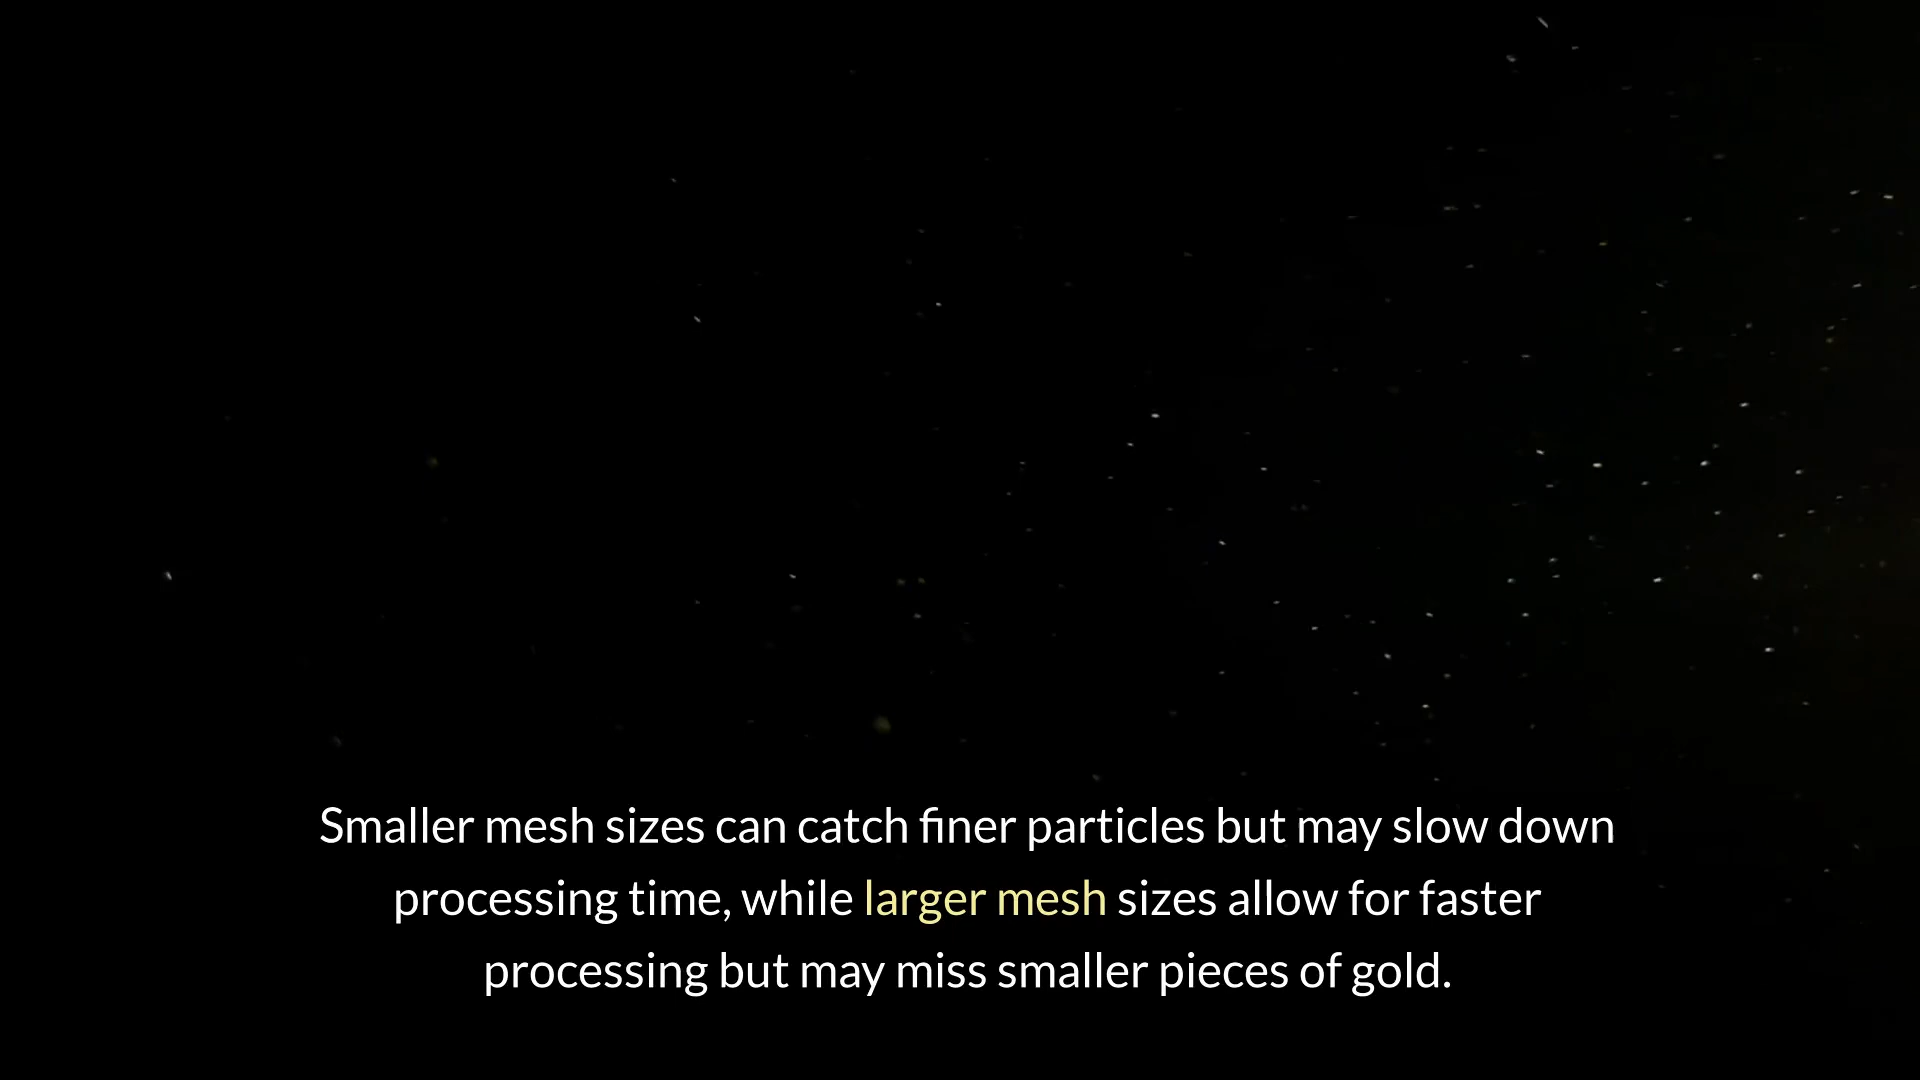 Smaller mesh sizes can catch finer particles but may slow down
processing time, while larger mesh sizes allow for faster
processing but may miss smaller pieces of gold.